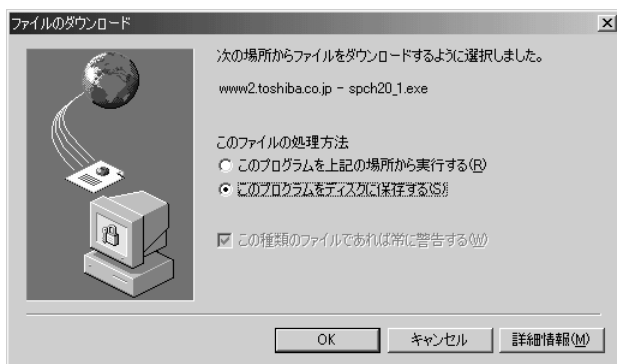 ファイルのダウンロード
次の場所からファイルをダウンロードするように選択しました。
www2.toshiba.co.jp - spch20_1.exe
このファイルの処理方法
このプログラムを上記の場所から実行する(R)
このプログラムをディスクに保存する(S)
この種類のファイルであれば常に警告する(W)
OK
キャンセル
詳細情報(M)